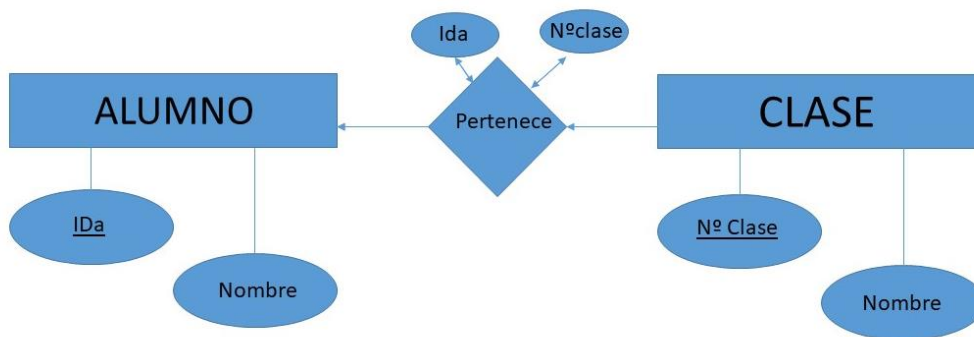 Ida
Nºclase
ALUMNO
Pertenece
CLASE
IDa
Nº Clase
Nombre
Nombre